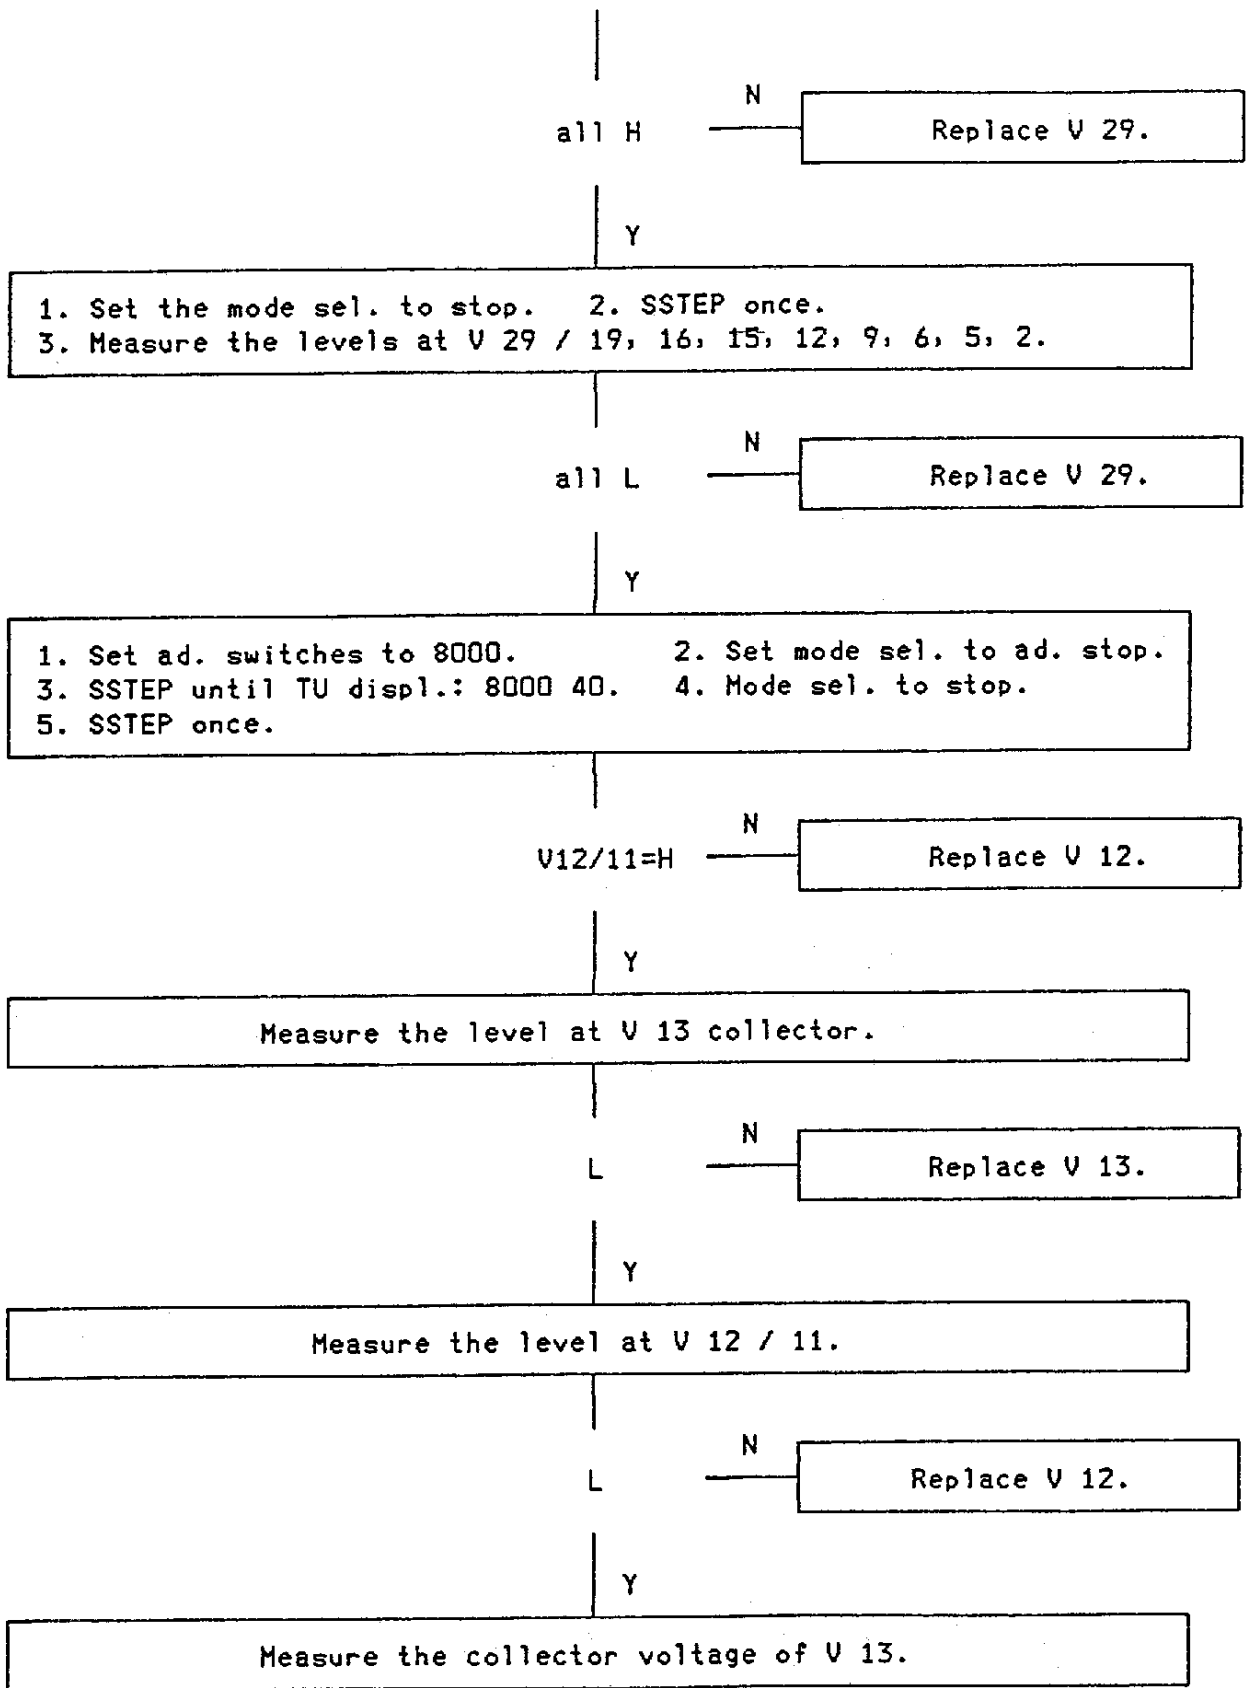 N
all H
Replace V 29.
Y
1. Set the mode sel. to stop. 2. SSTEP once.
3. Measure the levels at V 29 / 19, 16, 15, 12, 9, 6, 5, 2.
N
all L
Replace V 29.
Y
1. Set ad. switches to 8000. 2. Set mode sel. to ad. stop.
3. SSTEP until TU displ.: 8000 40. 4. Mode sel. to stop.
5. SSTEP once.
N
V12/11=H
Replace V 12.
Y
Measure the level at V 13 collector.
N
L
Replace V 13.
Y
Measure the level at V 12 / 11.
N
L
Replace V 12.
Y
Measure the collector voltage of V 13.